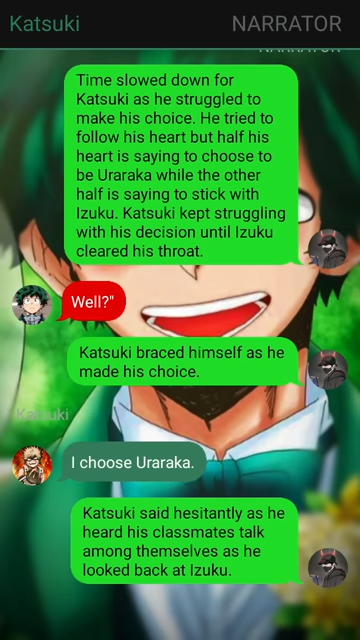 Katsuki
NARRATOR
NARRATOR
Time slowed down for
Katsuki as he struggled to
make his choice. He tried to
follow his heart but half his
heart is saying to choose to
be Uraraka while the other
half is saying to stick with
Izuku. Katsuki kept struggling
with his decision until Izuku
cleared his throat.
Well?"
Katsuki braced himself as he
made his choice.
Katsuki
I choose Uraraka.
Katsuki said hesitantly as he
heard his classmates talk
among themselves as he
looked back at Izuku.